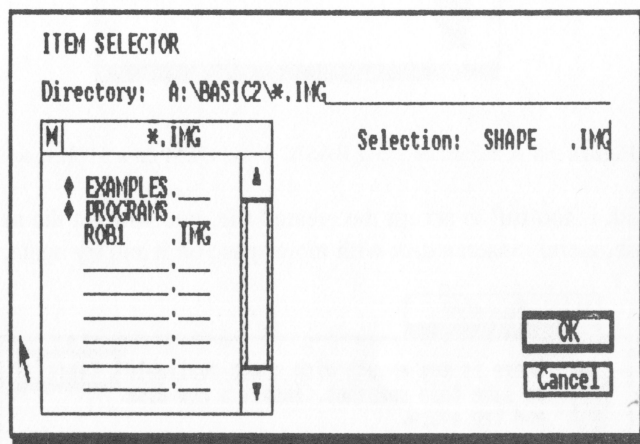 ITEM SELECTOR
Directory: A:\BASIC2\*.IMG
*.IMG
Selection: SHAPE .IMG
EXAMPLES.
PROGRAMS.
ROB1 .IMG
OK
Cancel